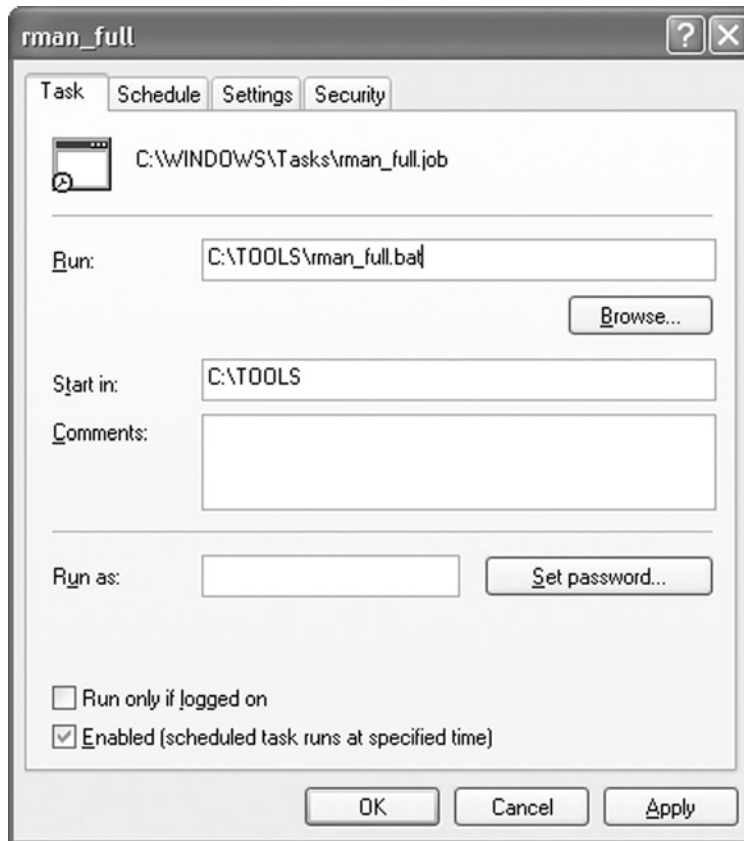 rman_full
Task Schedule Settings Security
C:\WINDOWS\Tasks\rman_full.job
Run: C:\TOOLS\rman_full.bat
Browse...
Start in: C:\TOOLS
Comments:
Run as: Set password...
Run only if logged on
Enabled (scheduled task runs at specified time)
OK Cancel Apply